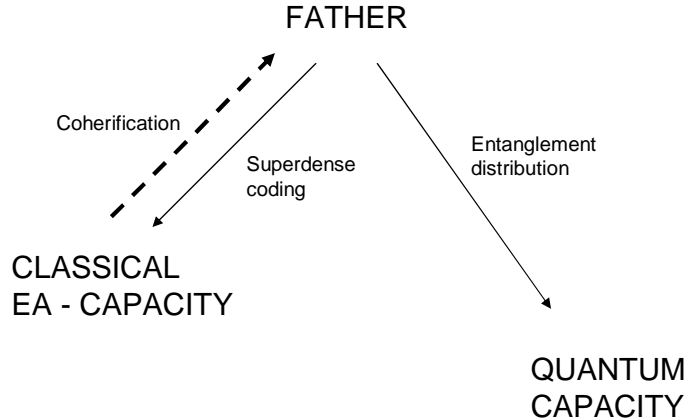 FATHER
Coherification
Superdense
coding
Entanglement
distribution
CLASSICAL
EA - CAPACITY
QUANTUM
CAPACITY